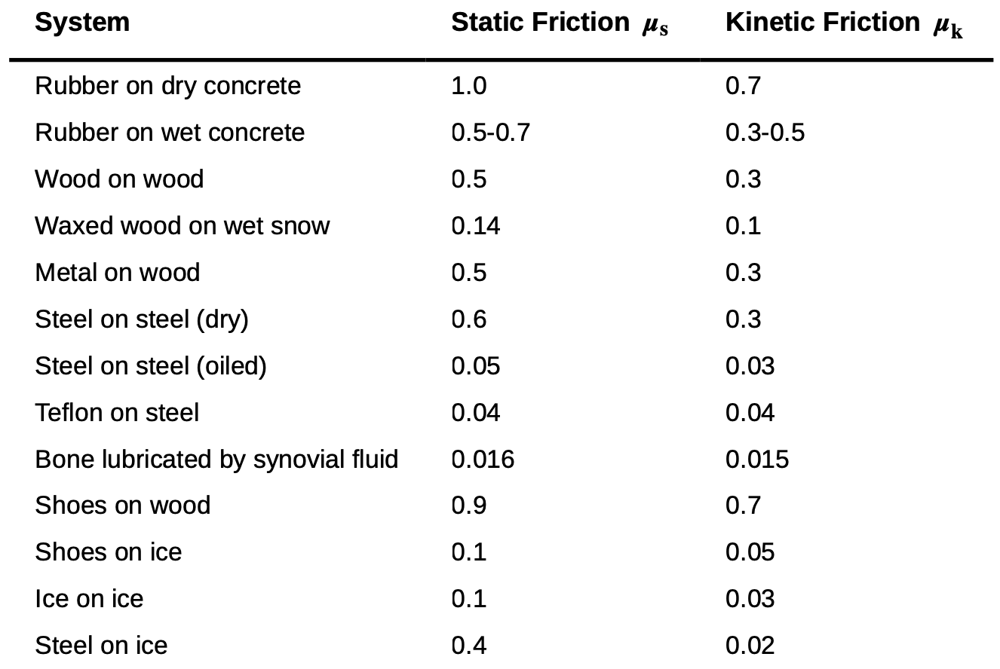 System Static Friction μs Kinetic Friction μk
Rubber on dry concrete 1.0 0.7
Rubber on wet concrete 0.5-0.7 0.3-0.5
Wood on wood 0.5 0.3
Waxed wood on wet snow 0.14 0.1
Metal on wood 0.5 0.3
Steel on steel (dry) 0.6 0.3
Steel on steel (oiled) 0.05 0.03
Teflon on steel 0.04 0.04
Bone lubricated by synovial fluid 0.016 0.015
Shoes on wood 0.9 0.7
Shoes on ice 0.1 0.05
Ice on ice 0.1 0.03
Steel on ice 0.4 0.02